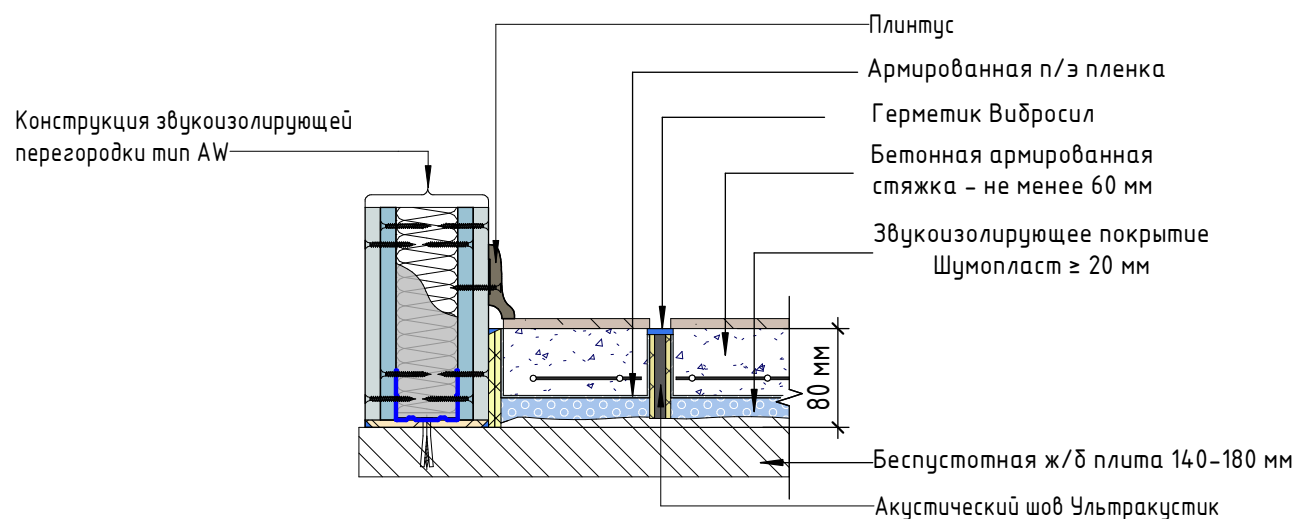 Плинтус
Армированная п/э пленка
Конструкция звукоизолирующей
перегородки тип AW
Герметик Вибросил
Бетонная армированная
стяжка – не менее 60 мм
Звукоизолирующее покрытие
Шумопласт ≥ 20 мм
80 мм
Беспустотная ж/б плита 140-180 мм
Акустический шов Ультракустик